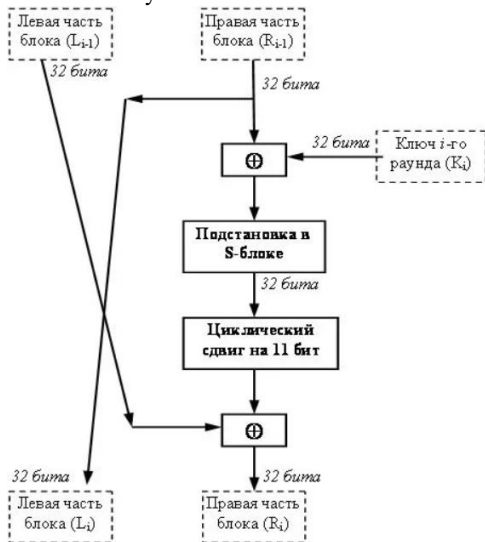 Левая часть
блока (Li-1)
Правая часть
блока (Ri-1)
32 бита
32 бита
32 бита
Ключ i-го
раунда (Ki)
⊕
Подстановка в
S-блоке
32 бита
Циклический
сдвиг на 11 бит
⊕
32 бита
32 бита
Левая часть
блока (Li)
Правая часть
блока (Ri)